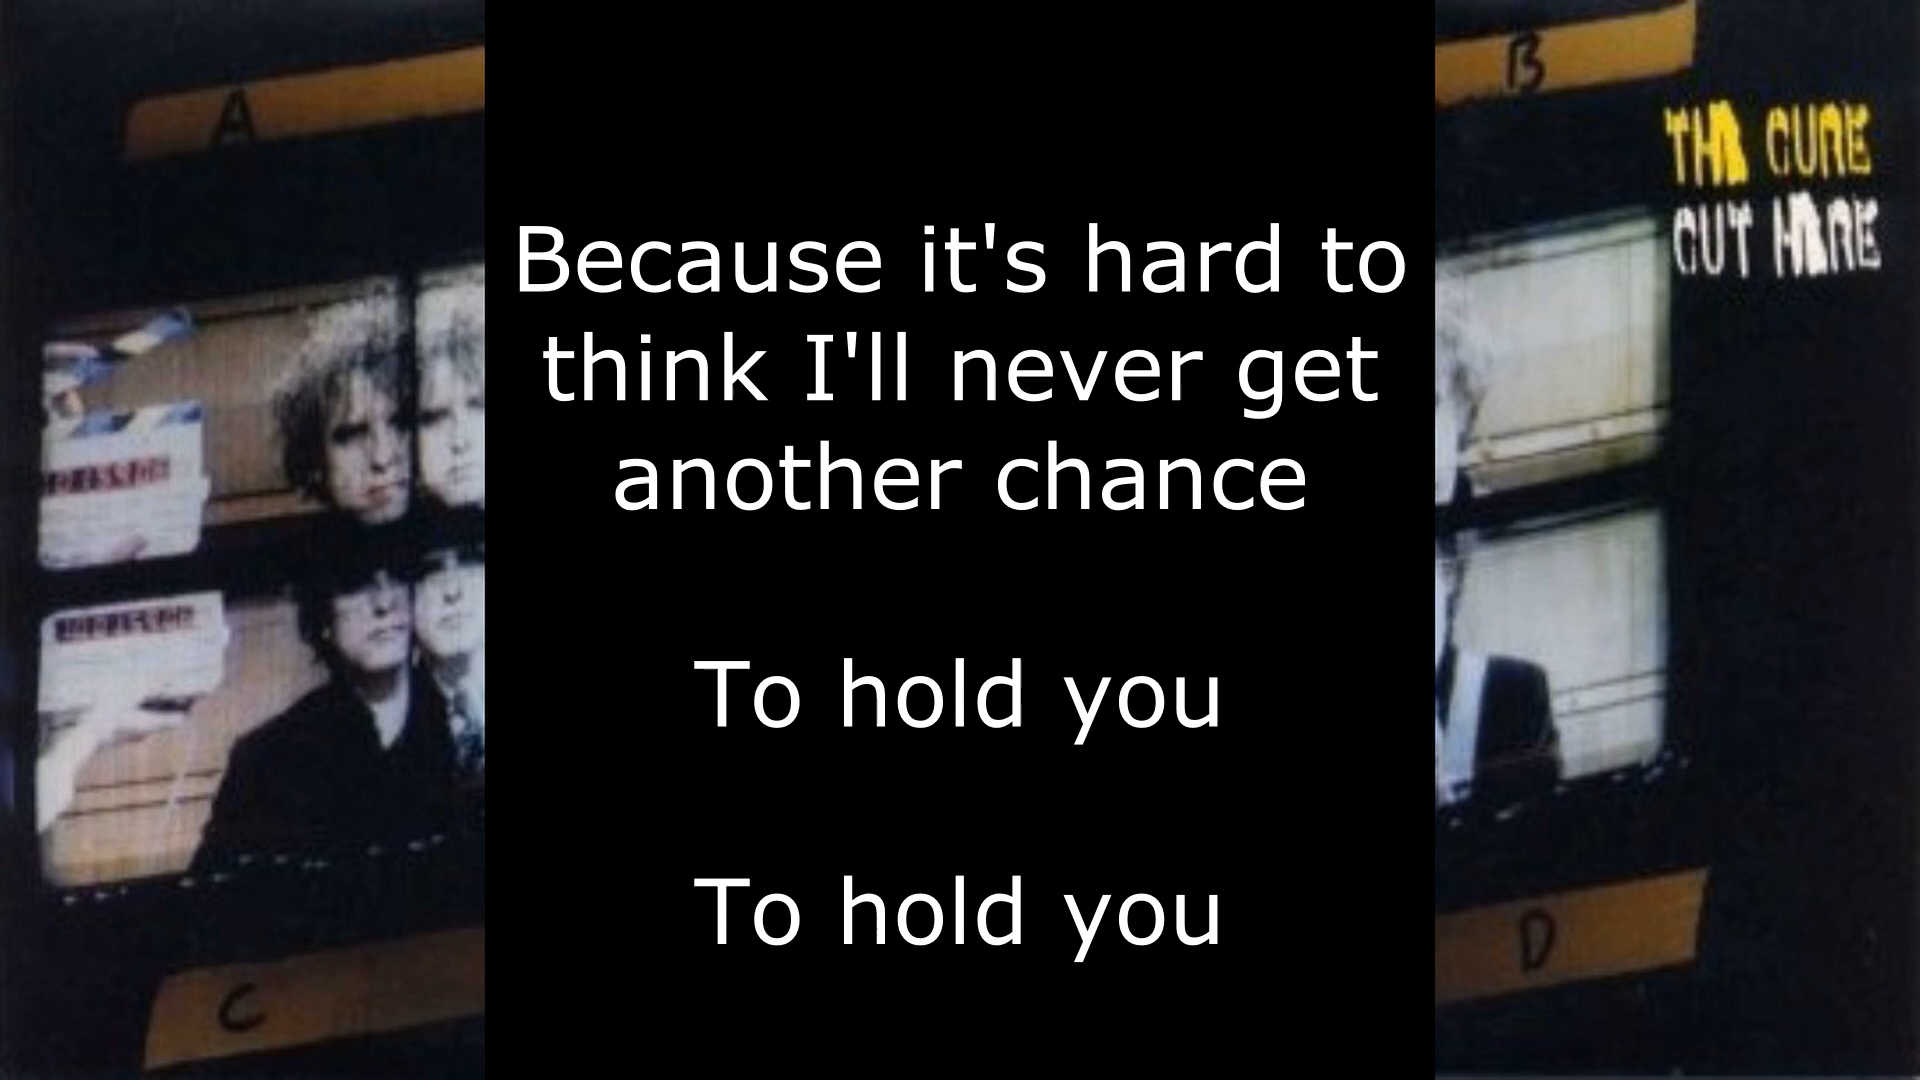 A
B
THE CURE
CUT HERE
Because it's hard to
think I'll never get
another chance
To hold you
To hold you
C
D